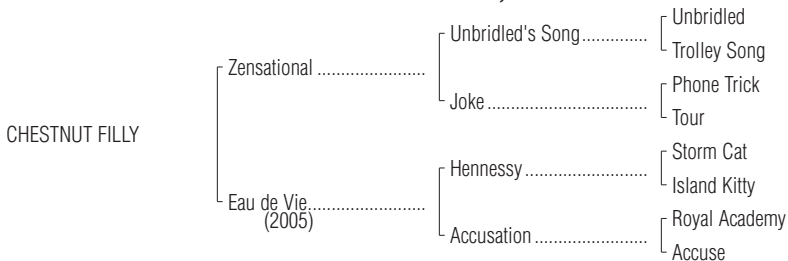 Unbridled
Unbridled's Song..............
Trolley Song
Zensational .......................
Phone Trick
Joke..................................
Tour
CHESTNUT FILLY
Storm Cat
Hennessy ..........................
Island Kitty
Eau de Vie.........................
(2005)
Royal Academy
Accusation ........................
Accuse